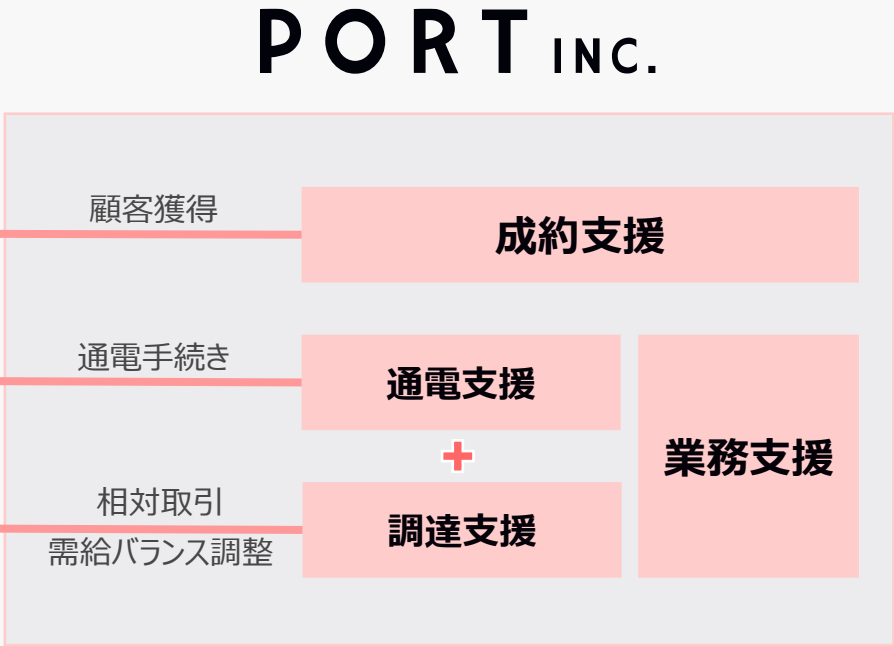 PORT INC.
顧客獲得
成約支援
通電手続き
通電支援
+
業務支援
相対取引
需給バランス調整
調達支援